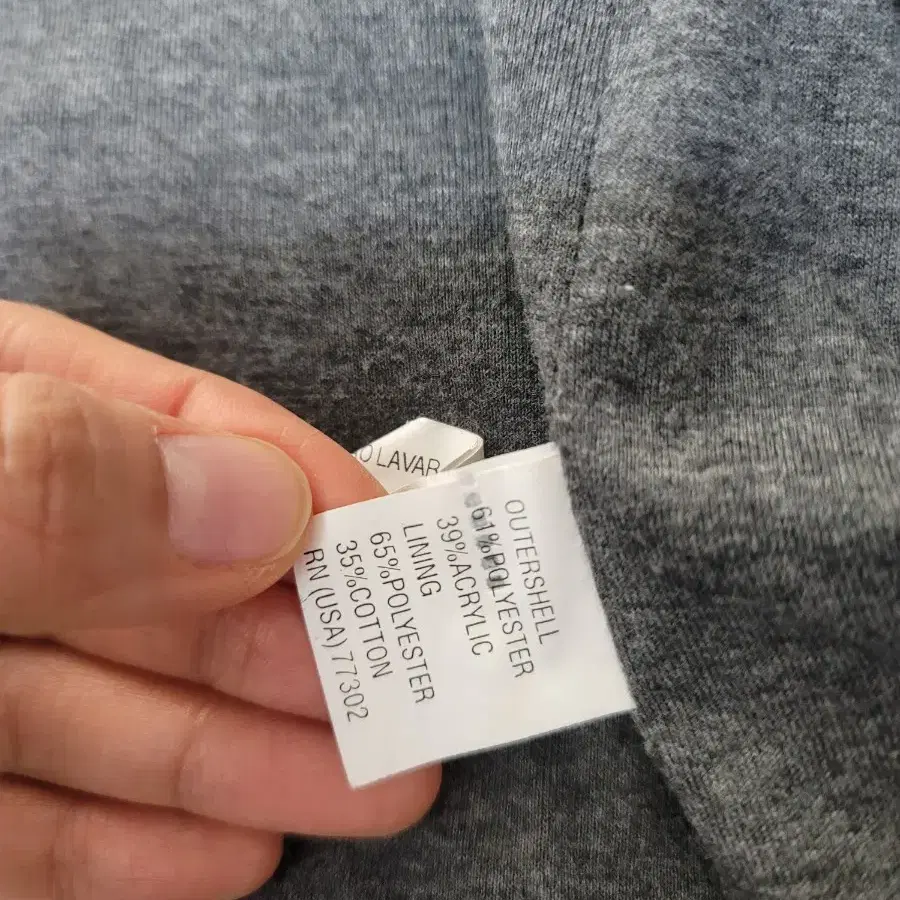 O LAVAR
OUTERSHELL
61%POLYESTER
39%ACRYLIC
LINING
65%POLYESTER
35%COTTON
RN (USA) 77302